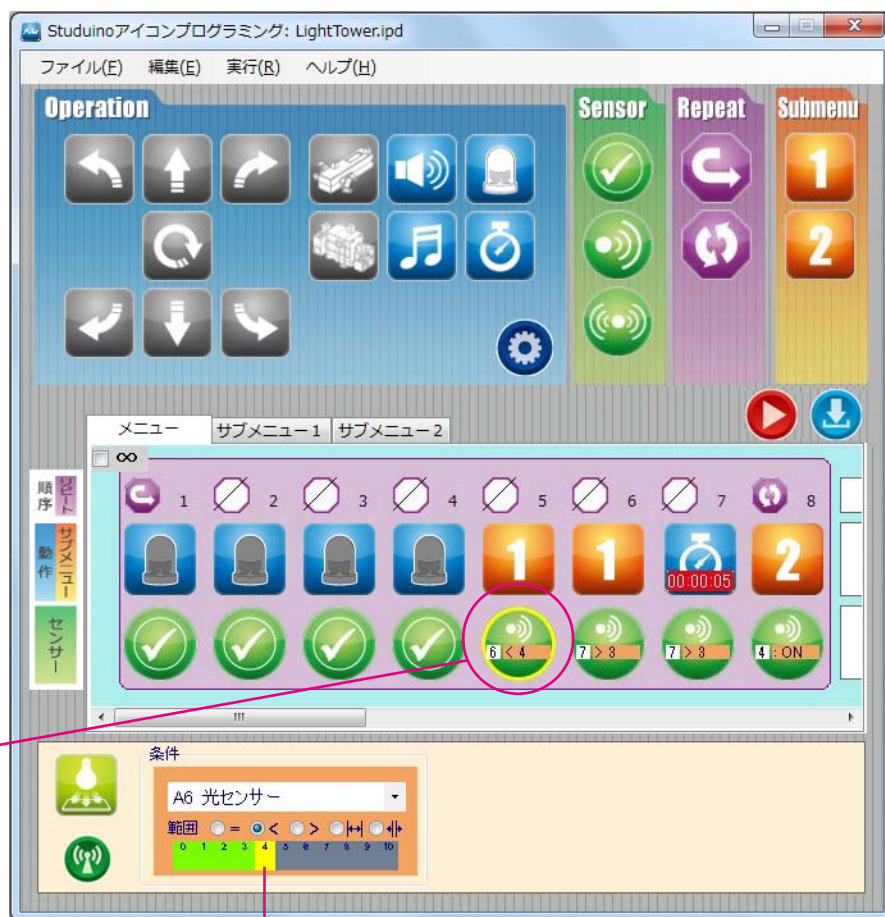 Studuinoアイコンプログラミング: LightTower.ipd
ファイル(F) 編集(E) 実行(R) ヘルプ(H)
Operation
Sensor
Repeat
Submenu
1
2
メニュー サブメニュー1 サブメニュー2
∞
順序 リピート
動作 サブメニュー
センサー
1 2 3 4 5 6 7 8
1 1 00:00:05 2
6 < 4 7 > 3 7 > 3 4 : ON
条件
A6 光センサー
範囲 = < >
0 1 2 3 4 5 6 7 8 9 10